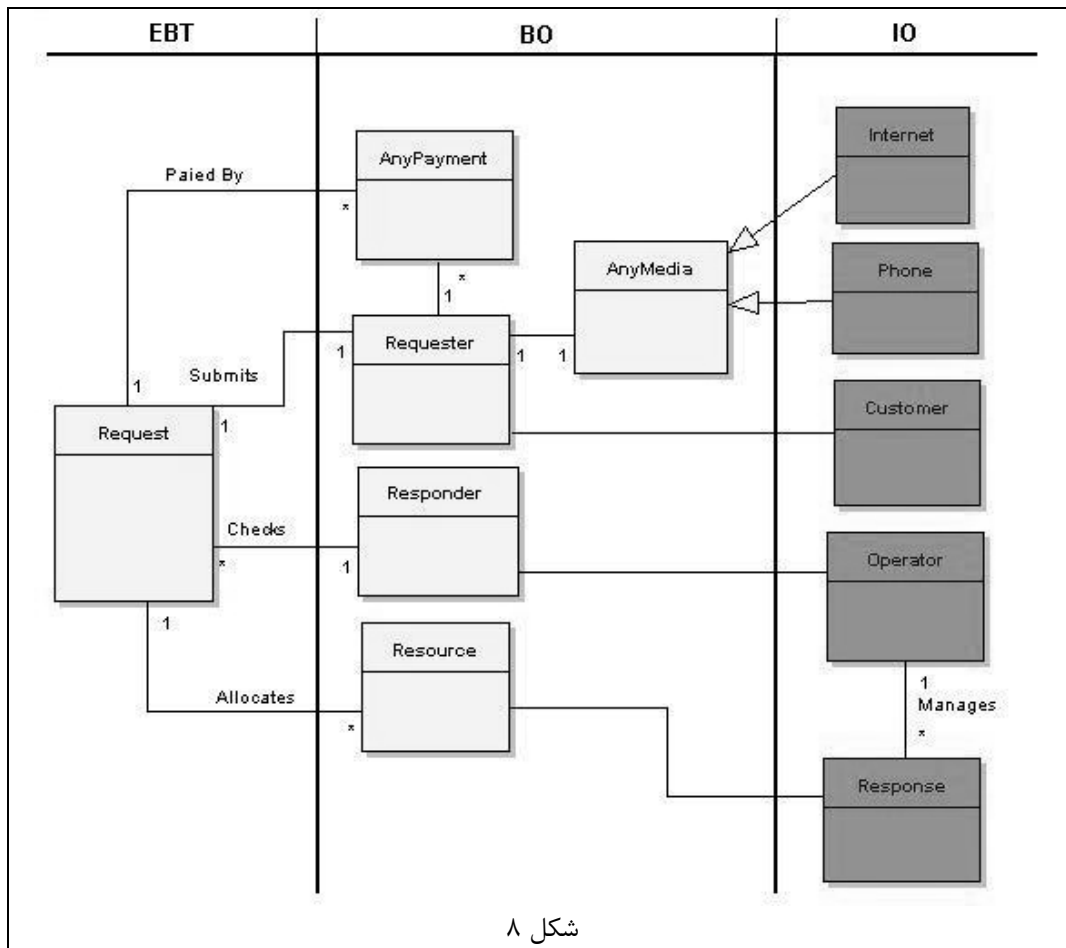 EBT
BO
IO
Paied By
AnyPayment
*
*
1
Internet
AnyMedia
Phone
Submits
1
1
Requester
1
1
1
Customer
Request
Responder
Checks
*
1
Operator
1
Resource
Allocates
*
1
Manages
*
Response
شکل ۸